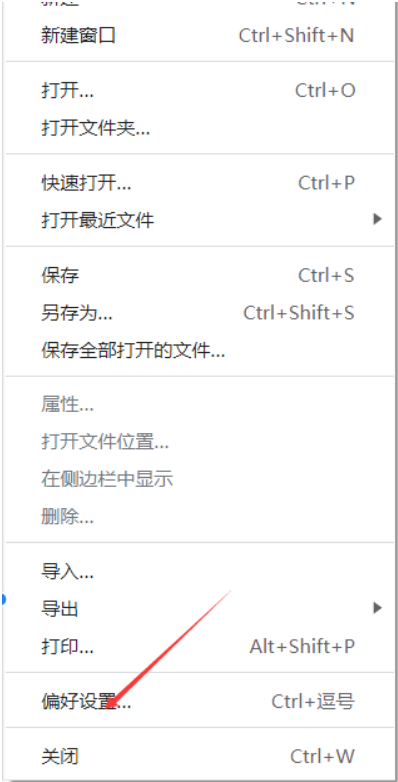 新建窗口 Ctrl+Shift+N
打开... Ctrl+O
打开文件夹...
快速打开... Ctrl+P
打开最近文件
保存 Ctrl+S
另存为... Ctrl+Shift+S
保存全部打开的文件...
属性...
打开文件位置...
在侧边栏中显示
删除...
导入...
导出
打印... Alt+Shift+P
偏好设置... Ctrl+逗号
关闭 Ctrl+W